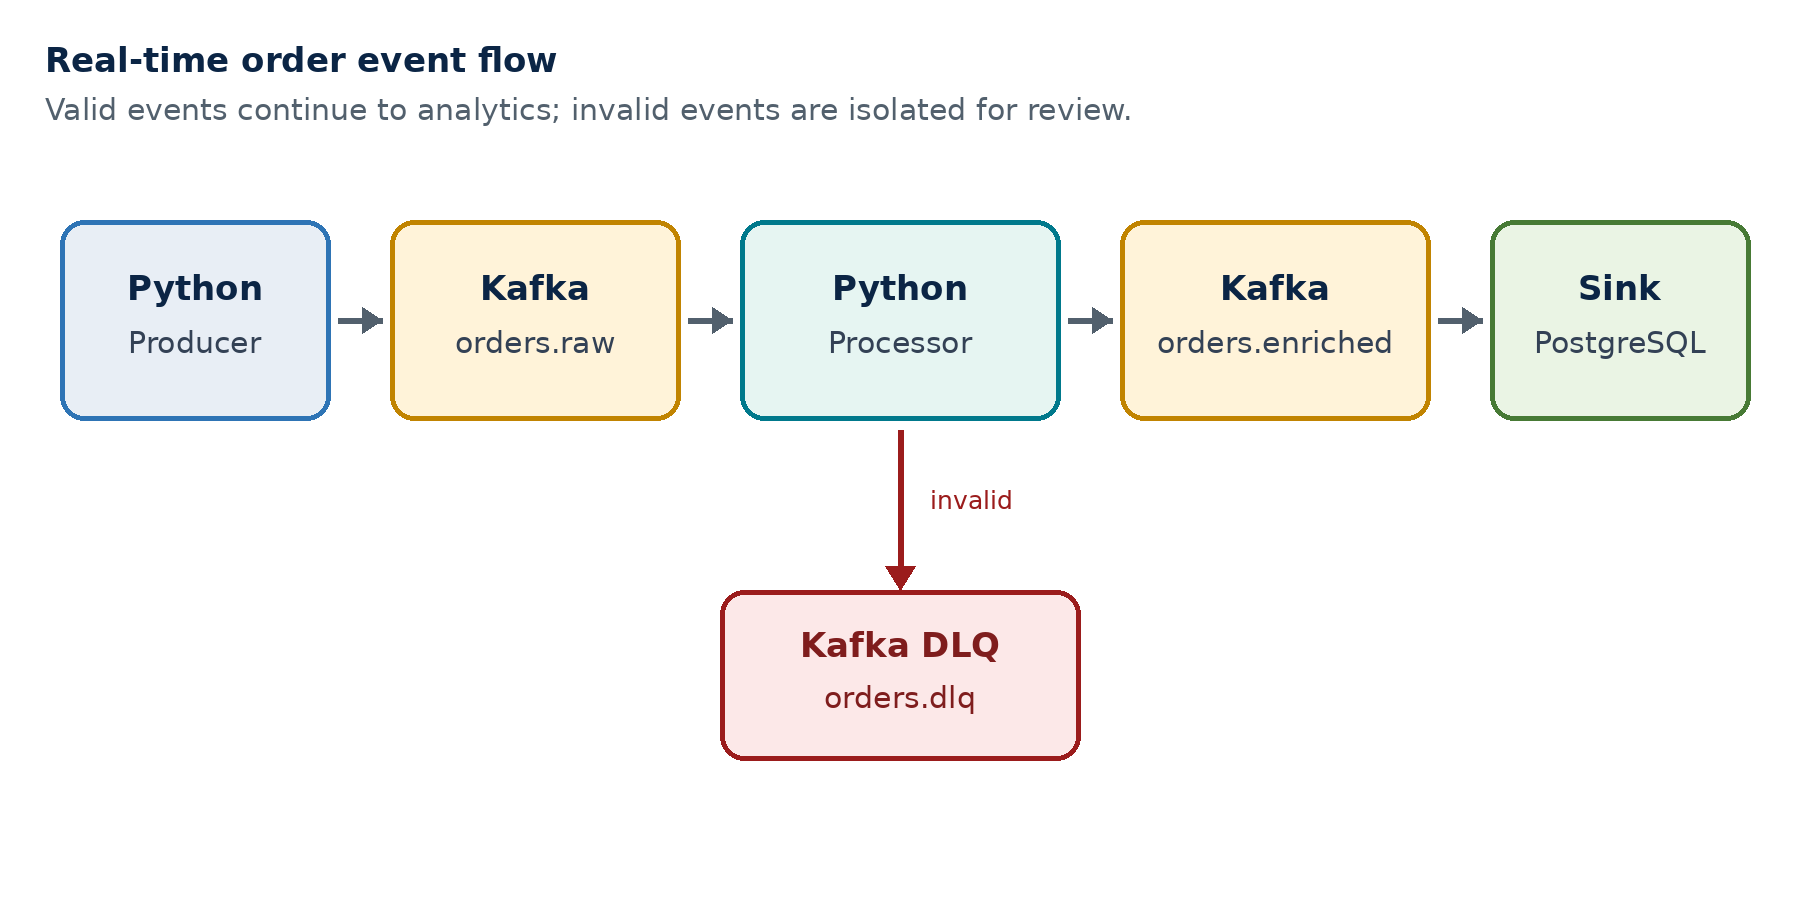 Real-time order event flow
Valid events continue to analytics; invalid events are isolated for review.
Python
Producer
Kafka
orders.raw
Python
Processor
Kafka
orders.enriched
Sink
PostgreSQL
invalid
Kafka DLQ
orders.dlq